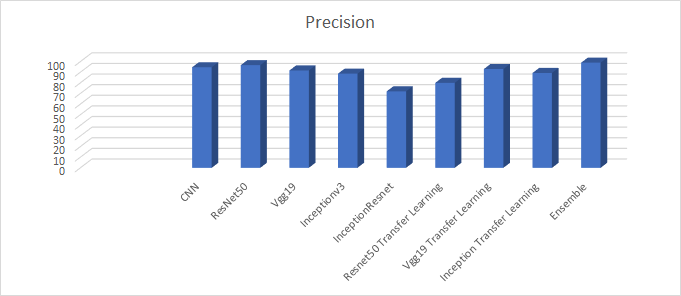 Precision
100
90
80
70
60
50
40
30
20
10
0
CNN
ResNet50
Vgg19
Inceptionv3
InceptionResnet
Resnet50 Transfer Learning
Vgg19 Transfer Learning
Inception Transfer Learning
Ensemble